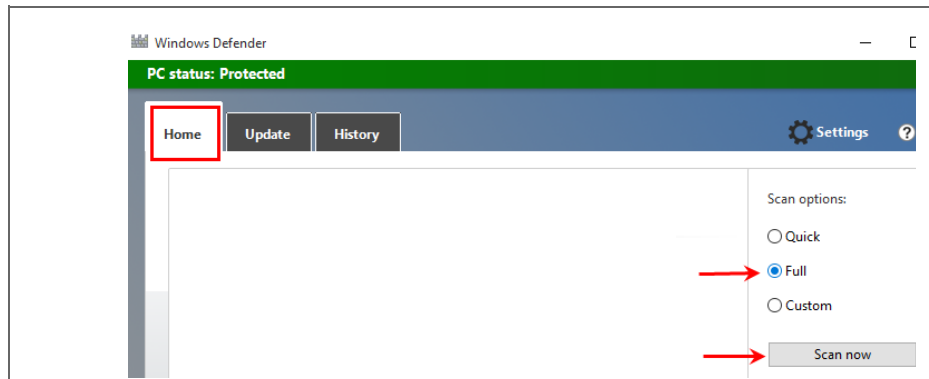 Windows Defender
PC status: Protected
Home Update History Settings ?
Scan options:
Quick
Full
Custom
Scan now